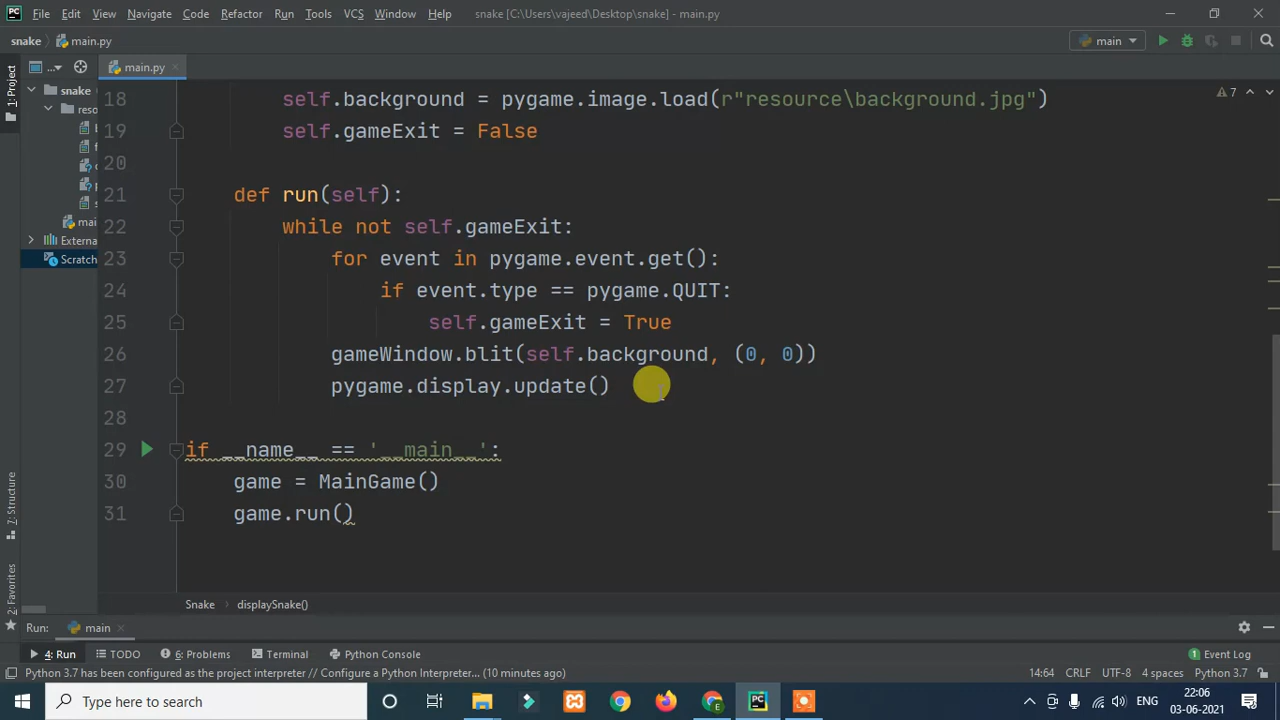 File Edit View Navigate Code Refactor Run Tools VCS Window Help snake [C:\Users\vajeed\Desktop\snake] - main.py
snake main.py main
1: Project ... main.py
snake
reso
mai
Externa
Scratch
7
18 self.background = pygame.image.load(r"resource\background.jpg")
19 self.gameExit = False
20
21 def run(self):
22 while not self.gameExit:
23 for event in pygame.event.get():
24 if event.type == pygame.QUIT:
25 self.gameExit = True
26 gameWindow.blit(self.background, (0, 0))
27 pygame.display.update()
28
29 if __name__ == '__main__':
30 game = MainGame()
31 game.run()
Z: Structure
2: Favorites
Snake displaySnake()
Run: main
4: Run TODO 6: Problems Terminal Python Console Event Log
Python 3.7 has been configured as the project interpreter // Configure a Python Interpreter... (10 minutes ago) 14:64 CRLF UTF-8 4 spaces Python 3.7
Type here to search ENG 22:06
03-06-2021